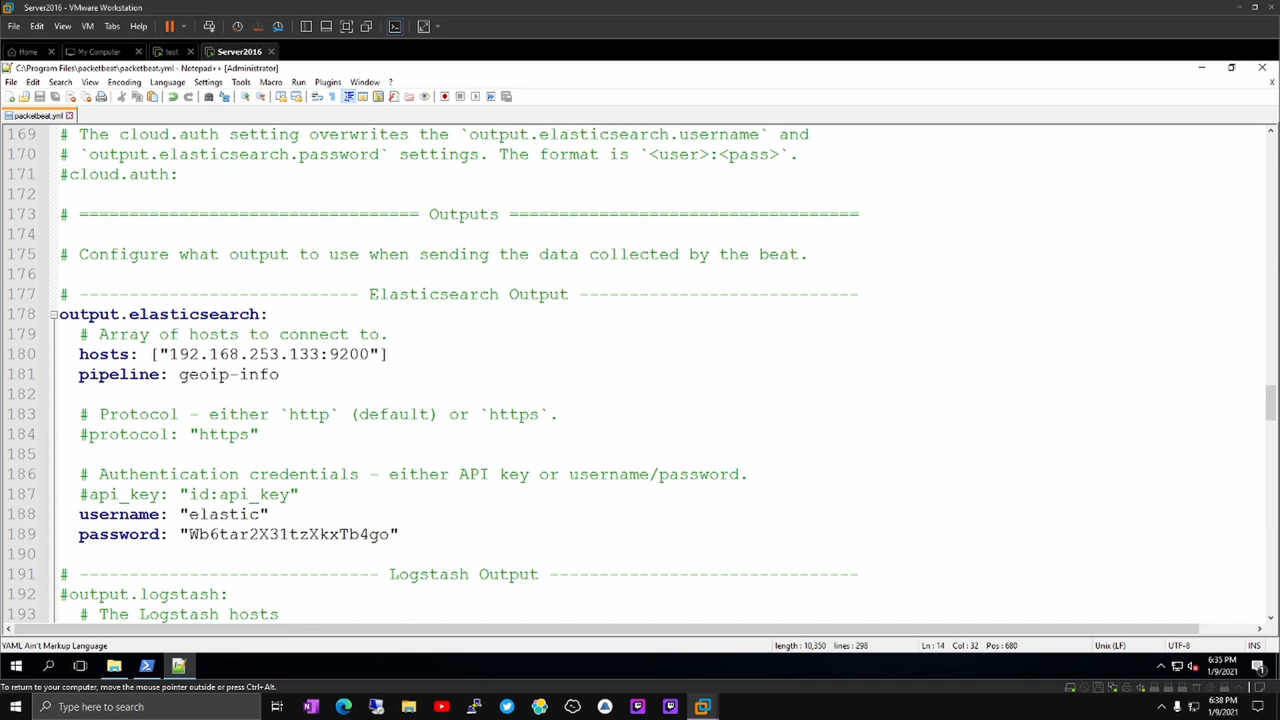 Server2016 - VMware Workstation
File Edit View VM Tabs Help
Home My Computer test Server2016
C:\Program Files\packetbeat\packetbeat.yml - Notepad++ [Administrator]
File Edit Search View Encoding Language Settings Tools Macro Run Plugins Window ?
packetbeat.yml
169 # The cloud.auth setting overwrites the `output.elasticsearch.username` and
170 # `output.elasticsearch.password` settings. The format is `<user>:<pass>`.
171 #cloud.auth:
172
173 # ================================== Outputs ===================================
174
175 # Configure what output to use when sending the data collected by the beat.
176
177 # ---------------------------- Elasticsearch Output ----------------------------
178 output.elasticsearch:
179 # Array of hosts to connect to.
180 hosts: ["192.168.253.133:9200"]
181 pipeline: geoip-info
182
183 # Protocol - either `http` (default) or `https`.
184 #protocol: "https"
185
186 # Authentication credentials - either API key or username/password.
187 #api_key: "id:api_key"
188 username: "elastic"
189 password: "Wb6tar2X31tzXkxTb4go"
190
191 # ------------------------------ Logstash Output -------------------------------
192 #output.logstash:
193 # The Logstash hosts
YAML Ain't Markup Language length : 10,350 lines : 298 Ln : 14 Col : 32 Pos : 680 Unix (LF) UTF-8 INS
6:35 PM
1/9/2021
To return to your computer, move the mouse pointer outside or press Ctrl+Alt.
Type here to search
6:38 PM
1/9/2021